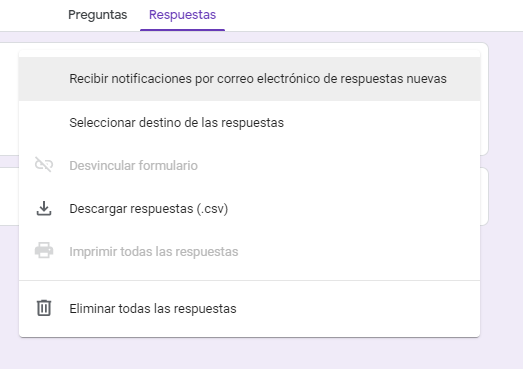 Preguntas Respuestas
Recibir notificaciones por correo electrónico de respuestas nuevas
Seleccionar destino de las respuestas
Desvincular formulario
Descargar respuestas (.csv)
Imprimir todas las respuestas
Eliminar todas las respuestas